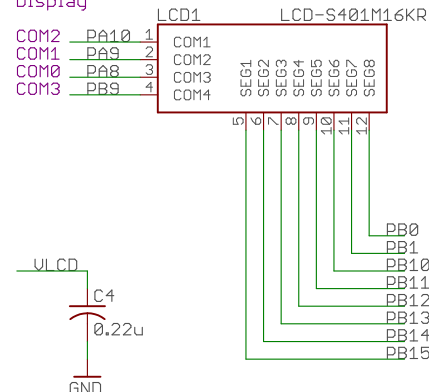 Display
LCD1 LCD-S401M16KR
COM2 PA10 1 COM1
COM1 PA9 2 COM2
COM0 PA8 3 COM3
COM3 PB9 4 COM4
SEG1 SEG2 SEG3 SEG4 SEG5 SEG6 SEG7 SEG8
5 6 7 8 9 10 11 12
PB0
PB1
VLCD PB10
PB11
C4 PB12
PB13
0.22u PB14
PB15
GND